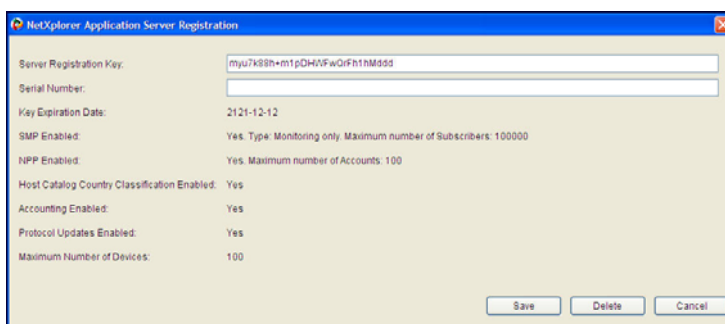 NetXplorer Application Server Registration
Server Registration Key: myu7k88h+m1pDHWFwQrFh1hMddd
Serial Number:
Key Expiration Date: 2121-12-12
SMP Enabled: Yes. Type: Monitoring only. Maximum number of Subscribers: 100000
NPP Enabled: Yes. Maximum number of Accounts: 100
Host Catalog Country Classification Enabled: Yes
Accounting Enabled: Yes
Protocol Updates Enabled: Yes
Maximum Number of Devices: 100
Save Delete Cancel